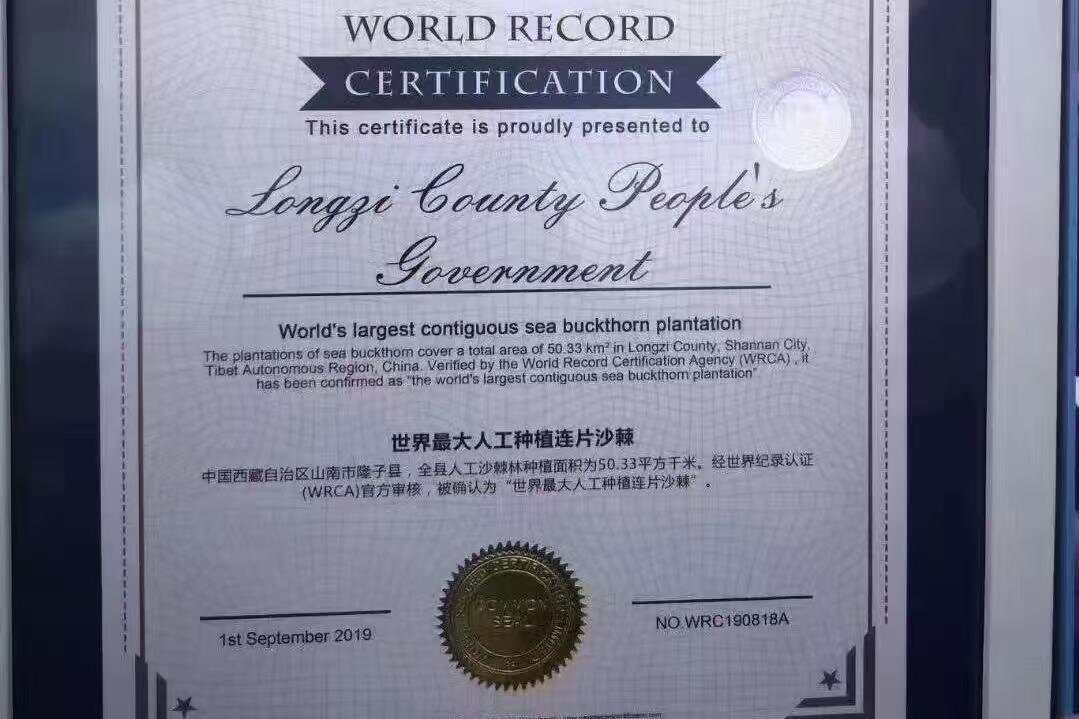 WORLD RECORD
CERTIFICATION
This certificate is proudly presented to
Longzi County People's
Government
World's largest contiguous sea buckthorn plantation
The plantations of sea buckthorn cover a total area of 50.33 km² in Longzi County, Shannan City,
Tibet Autonomous Region, China. Verified by the World Record Certification Agency (WRCA) , it
has been confirmed as "the world's largest contiguous sea buckthorn plantation"
世界最大人工种植连片沙棘
中国西藏自治区山南市隆子县，全县人工沙棘林种植面积为50.33平方千米。经世界纪录认证
(WRCA)官方审核，被确认为“世界最大人工种植连片沙棘”。
COMMON
SEAL
1st September 2019
NO.WRC190818A